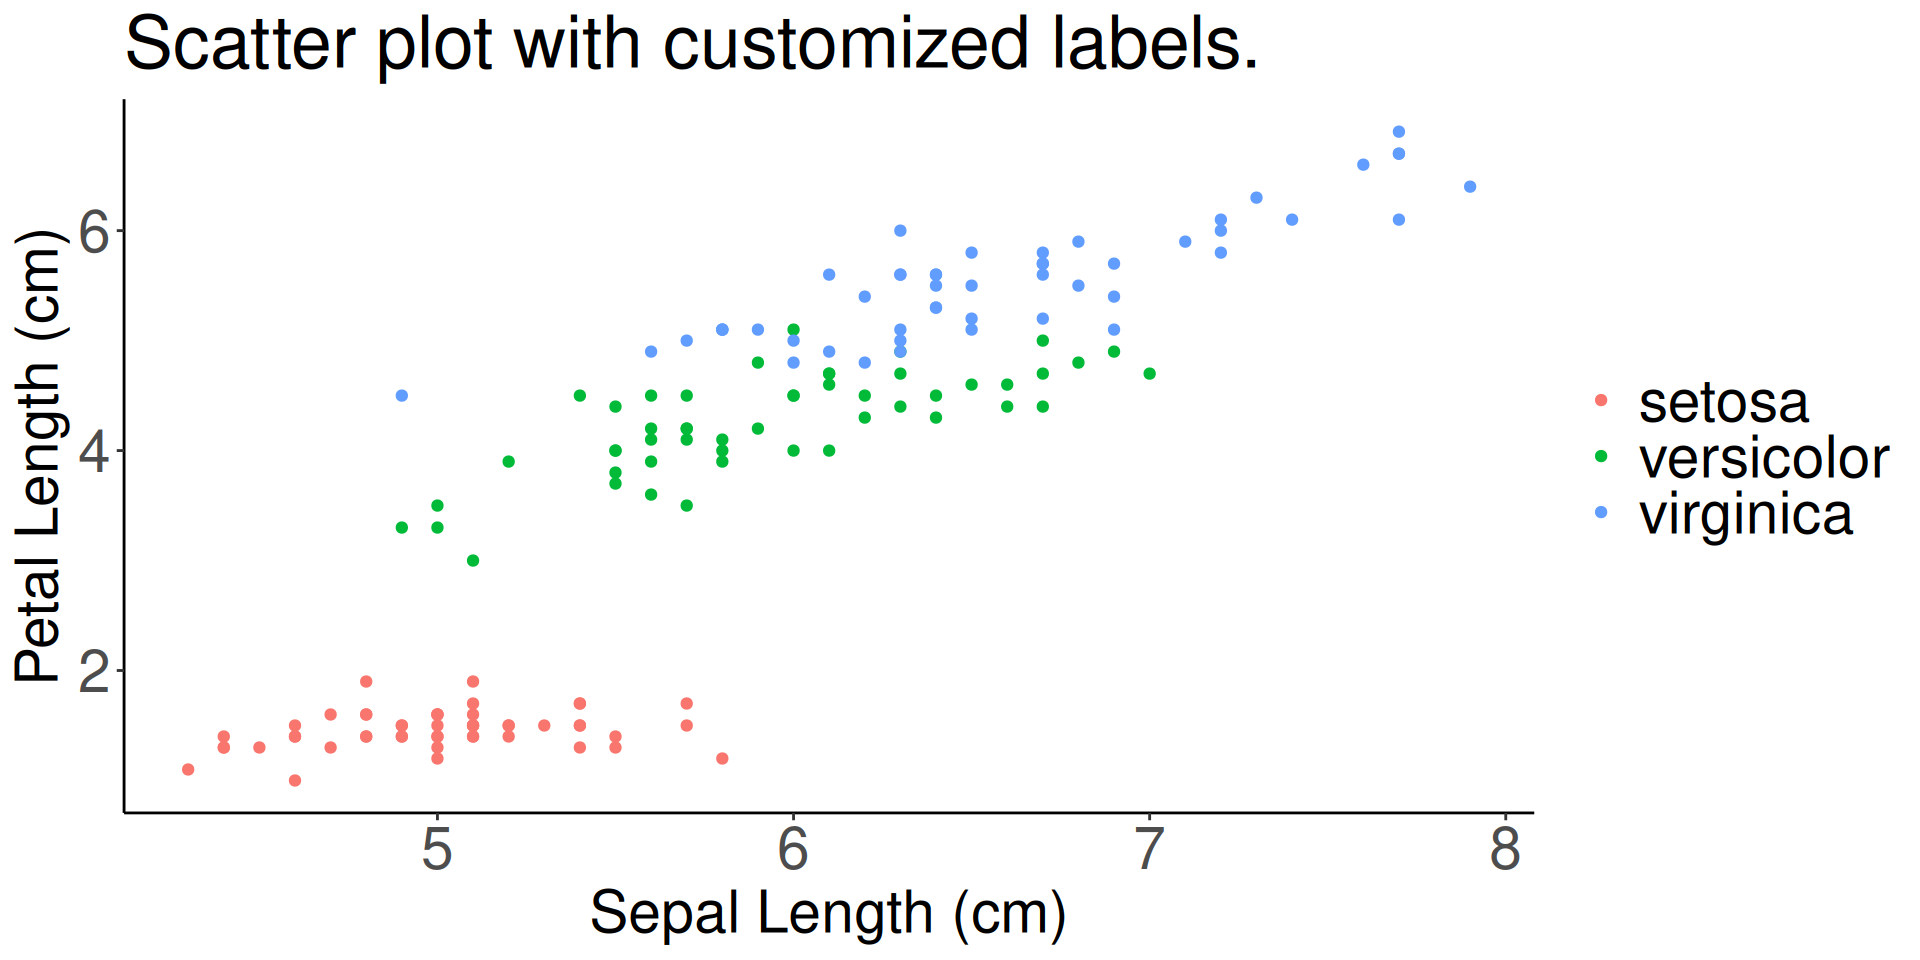 Scatter plot with customized labels.
Petal Length (cm)
6
4
2
5 6 7 8
Sepal Length (cm)
setosa
versicolor
virginica